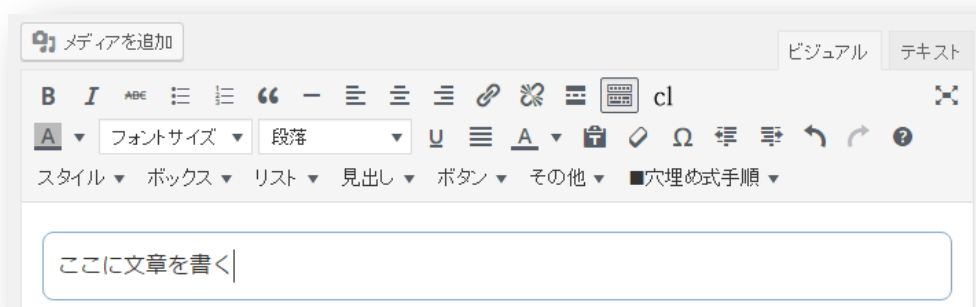 メディアを追加
ビジュアル テキスト
B I ABC cl
A フォントサイズ 段落 U A T Ω
スタイル ボックス リスト 見出し ボタン その他 ■穴埋め式手順
ここに文章を書く